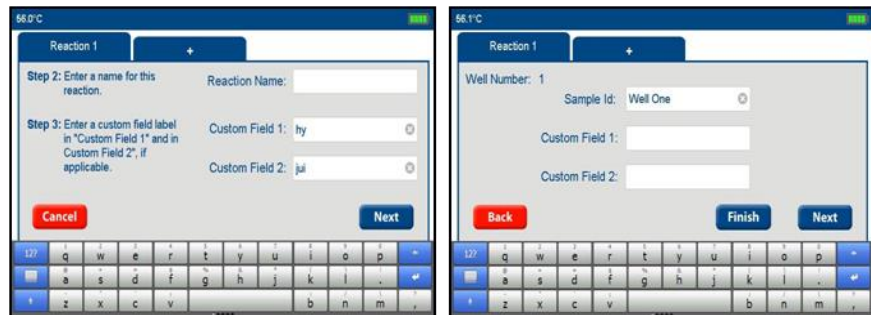 56.0°C
Reaction 1
+
Step 2: Enter a name for this
reaction.
Reaction Name:
Step 3: Enter a custom field label
in "Custom Field 1" and in
Custom Field 2", if
applicable.
Custom Field 1: hy
Custom Field 2: jui
Cancel
Next
12?
q w e r t y u i o p
a s d f g h j k l .
z x c v b n m ,
56.1°C
Reaction 1
+
Well Number: 1
Sample Id: Well One
Custom Field 1:
Custom Field 2:
Back
Finish
Next
12?
q w e r t y u i o p
a s d f g h j k l .
z x c v b n m ,